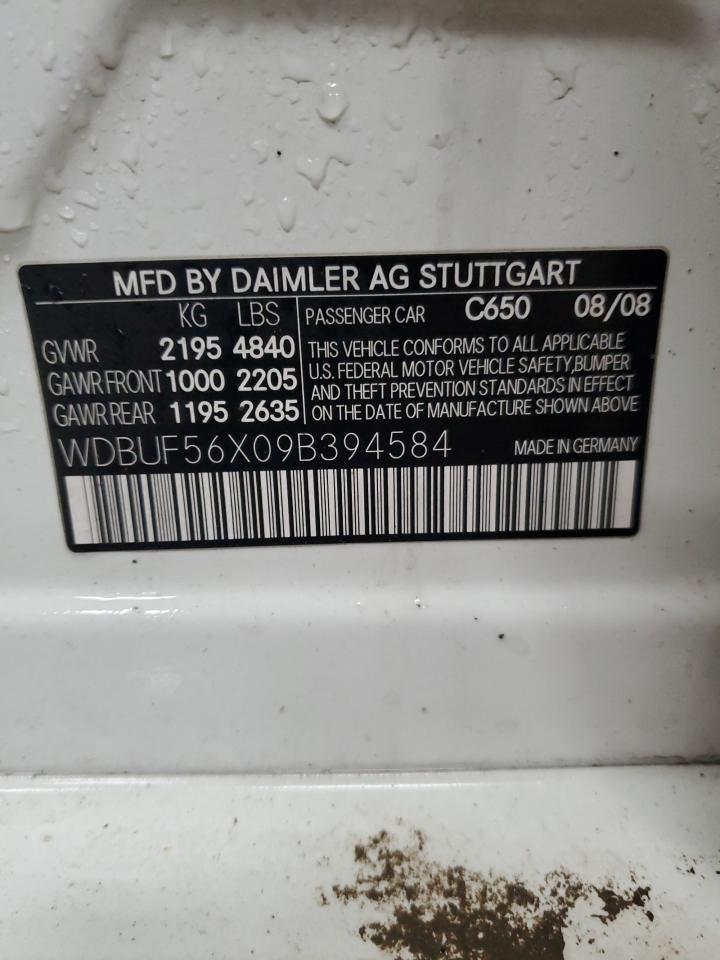 MFD BY DAIMLER AG STUTTGART
KG LBS
GVWR 2195 4840
GAWR FRONT 1000 2205
GAWR REAR 1195 2635
PASSENGER CAR C650 08/08
THIS VEHICLE CONFORMS TO ALL APPLICABLE
U.S. FEDERAL MOTOR VEHICLE SAFETY,BUMPER
AND THEFT PREVENTION STANDARDS IN EFFECT
ON THE DATE OF MANUFACTURE SHOWN ABOVE
WDBUF56X09B394584 MADE IN GERMANY